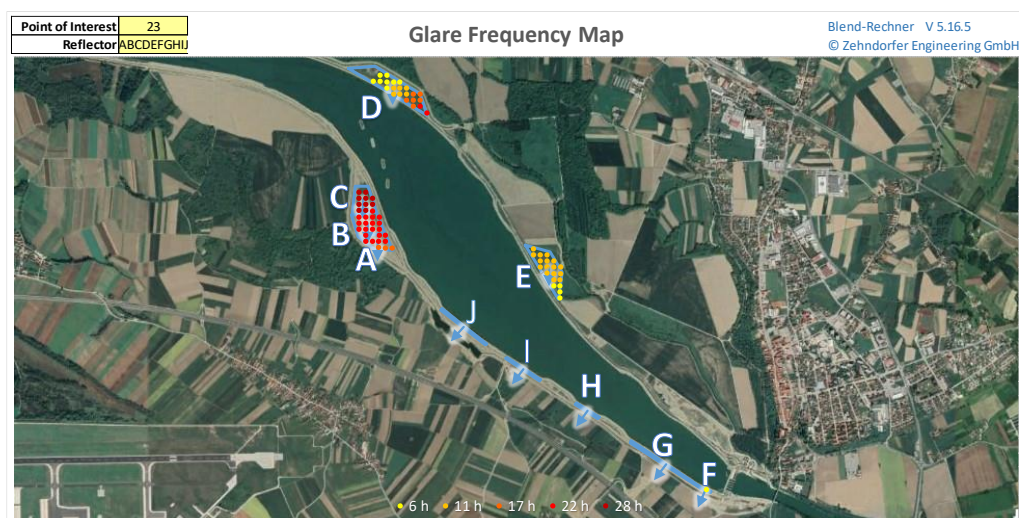 Point of Interest 23
Reflector ABCDEFGHIJ
Glare Frequency Map
Blend-Rechner V 5.16.5
© Zehndorfer Engineering GmbH
D
C
B
A
E
J
I
H
G
F
6 h 11 h 17 h 22 h 28 h